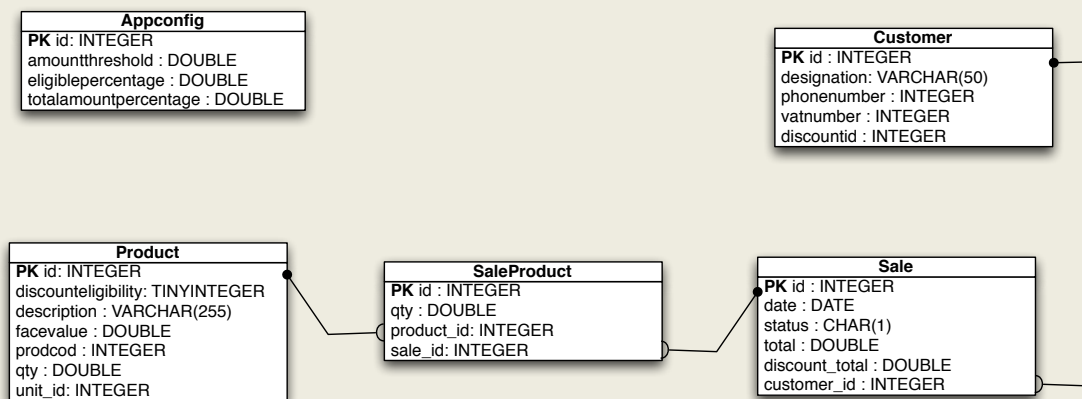 Appconfig
PK id: INTEGER
amountthreshold : DOUBLE
eligiblepercentage : DOUBLE
totalamountpercentage : DOUBLE
Customer
PK id : INTEGER
designation: VARCHAR(50)
phonenumber : INTEGER
vatnumber : INTEGER
discountid : INTEGER
Product
PK id: INTEGER
discounteligibility: TINYINTEGER
description : VARCHAR(255)
facevalue : DOUBLE
prodcod : INTEGER
qty : DOUBLE
unit_id: INTEGER
SaleProduct
PK id : INTEGER
qty : DOUBLE
product_id: INTEGER
sale_id: INTEGER
Sale
PK id : INTEGER
date : DATE
status : CHAR(1)
total : DOUBLE
discount_total : DOUBLE
customer_id : INTEGER